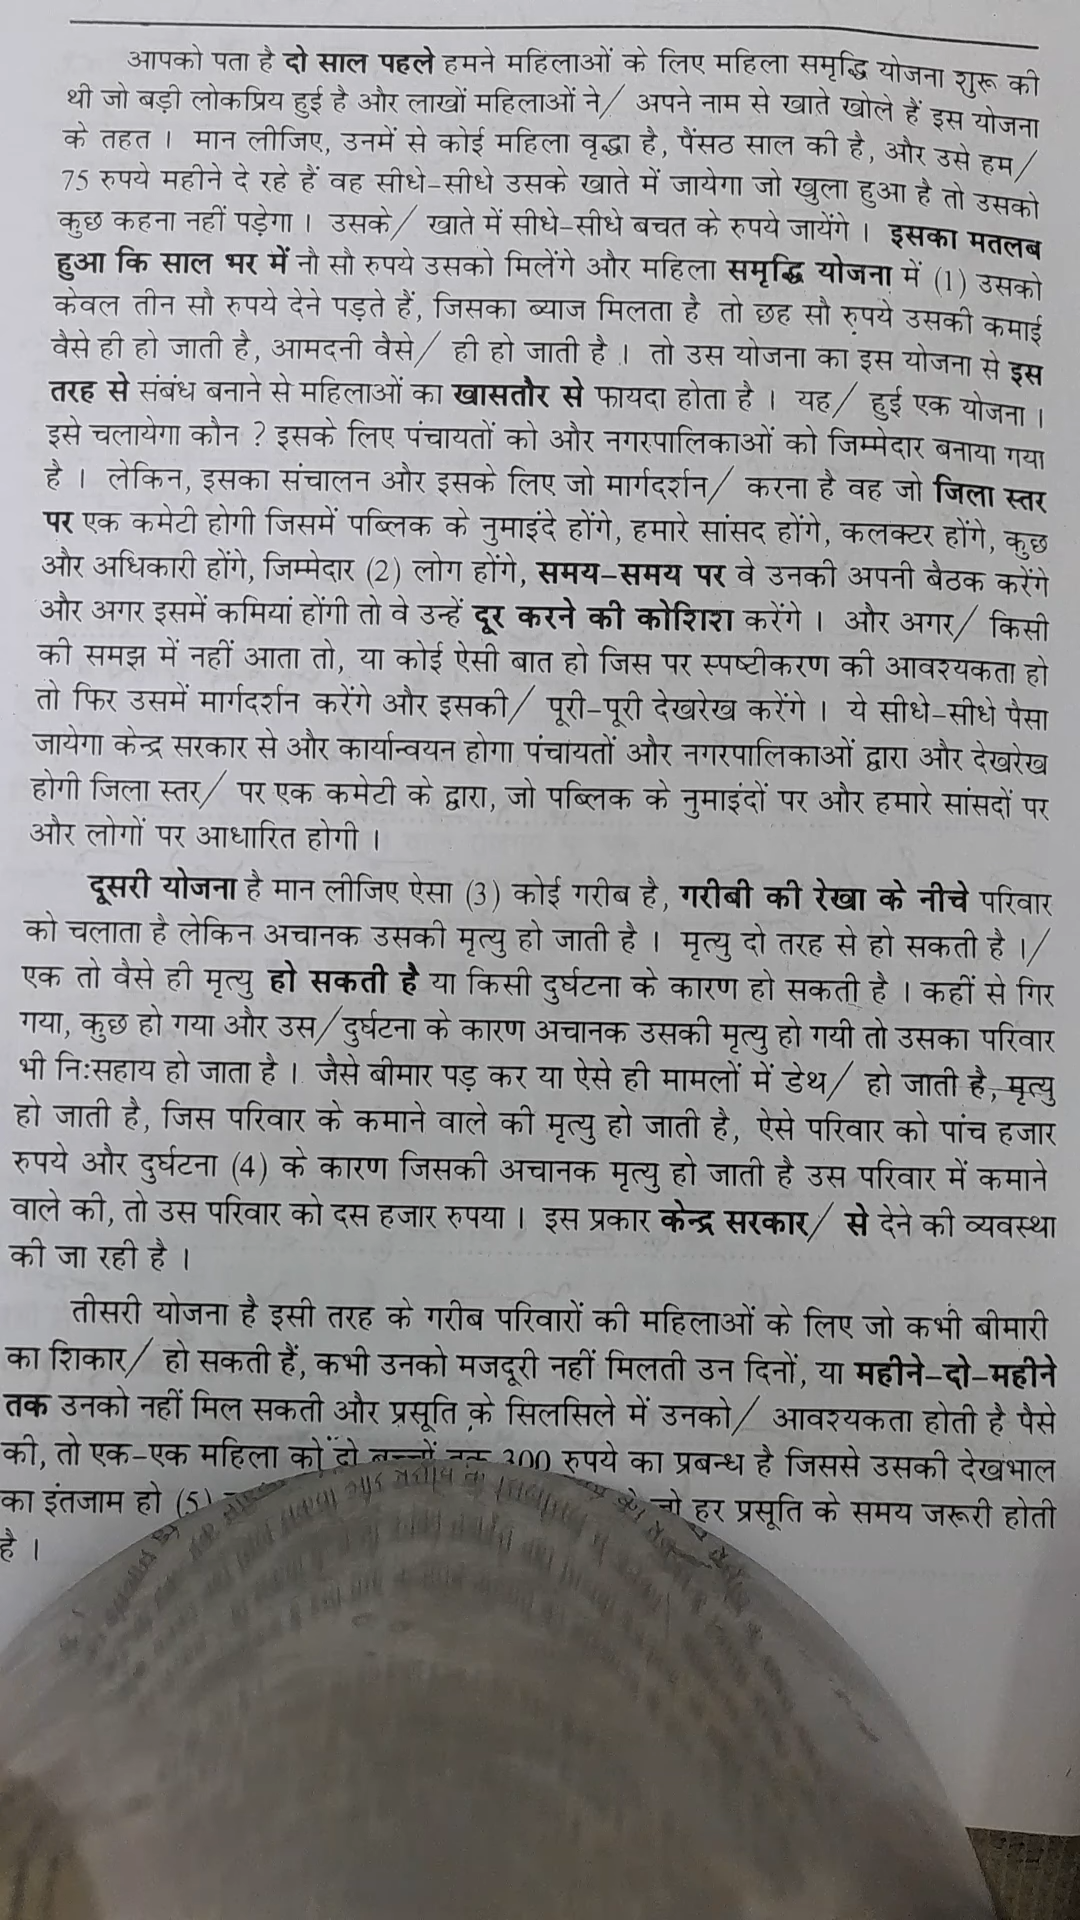 आपको पता है दो साल पहले हमने महिलाओं के लिए महिला समृद्धि योजना शुरू की
थी जो बड़ी लोकप्रिय हुई है और लाखों महिलाओं ने/ अपने नाम से खाते खोले हैं इस योजना
के तहत । मान लीजिए, उनमें से कोई महिला वृद्धा है, पैंसठ साल की है, और उसे हम/
75 रुपये महीने दे रहे हैं वह सीधे-सीधे उसके खाते में जायेगा जो खुला हुआ है तो उसको
कुछ कहना नहीं पड़ेगा । उसके/ खाते में सीधे-सीधे बचत के रुपये जायेंगे । इसका मतलब
हुआ कि साल भर में नौ सौ रुपये उसको मिलेंगे और महिला समृद्धि योजना में (1) उसको
केवल तीन सौ रुपये देने पड़ते हैं, जिसका ब्याज मिलता है तो छह सौ रुपये उसकी कमाई
वैसे ही हो जाती है, आमदनी वैसे/ ही हो जाती है । तो उस योजना का इस योजना से इस
तरह से संबंध बनाने से महिलाओं का खासतौर से फायदा होता है । यह/ हुई एक योजना ।
इसे चलायेगा कौन ? इसके लिए पंचायतों को और नगरपालिकाओं को जिम्मेदार बनाया गया
है । लेकिन, इसका संचालन और इसके लिए जो मार्गदर्शन/ करना है वह जो जिला स्तर
पर एक कमेटी होगी जिसमें पब्लिक के नुमाइंदे होंगे, हमारे सांसद होंगे, कलक्टर होंगे, कुछ
और अधिकारी होंगे, जिम्मेदार (2) लोग होंगे, समय-समय पर वे उनकी अपनी बैठक करेंगे
और अगर इसमें कमियां होंगी तो वे उन्हें दूर करने की कोशिश करेंगे । और अगर/ किसी
की समझ में नहीं आता तो, या कोई ऐसी बात हो जिस पर स्पष्टीकरण की आवश्यकता हो
तो फिर उसमें मार्गदर्शन करेंगे और इसकी/ पूरी-पूरी देखरेख करेंगे । ये सीधे-सीधे पैसा
जायेगा केन्द्र सरकार से और कार्यान्वयन होगा पंचायतों और नगरपालिकाओं द्वारा और देखरेख
होगी जिला स्तर/ पर एक कमेटी के द्वारा, जो पब्लिक के नुमाइंदों पर और हमारे सांसदों पर
और लोगों पर आधारित होगी ।
दूसरी योजना है मान लीजिए ऐसा (3) कोई गरीब है, गरीबी की रेखा के नीचे परिवार
को चलाता है लेकिन अचानक उसकी मृत्यु हो जाती है । मृत्यु दो तरह से हो सकती है ।/
एक तो वैसे ही मृत्यु हो सकती है या किसी दुर्घटना के कारण हो सकती है । कहीं से गिर
गया, कुछ हो गया और उस/ दुर्घटना के कारण अचानक उसकी मृत्यु हो गयी तो उसका परिवार
भी निःसहाय हो जाता है । जैसे बीमार पड़ कर या ऐसे ही मामलों में डेथ/ हो जाती है, मृत्यु
हो जाती है, जिस परिवार के कमाने वाले की मृत्यु हो जाती है, ऐसे परिवार को पांच हजार
रुपये और दुर्घटना (4) के कारण जिसकी अचानक मृत्यु हो जाती है उस परिवार में कमाने
वाले की, तो उस परिवार को दस हजार रुपया । इस प्रकार केन्द्र सरकार/ से देने की व्यवस्था
की जा रही है ।
तीसरी योजना है इसी तरह के गरीब परिवारों की महिलाओं के लिए जो कभी बीमारी
का शिकार/ हो सकती हैं, कभी उनको मजदूरी नहीं मिलती उन दिनों, या महीने-दो-महीने
तक उनको नहीं मिल सकती और प्रसूति के सिलसिले में उनको/ आवश्यकता होती है पैसे
की, तो एक-एक महिला को दो बच्चों तक 300 रुपये का प्रबन्ध है जिससे उसकी देखभाल
का इंतजाम हो (5) जो हर प्रसूति के समय जरूरी होती
है ।